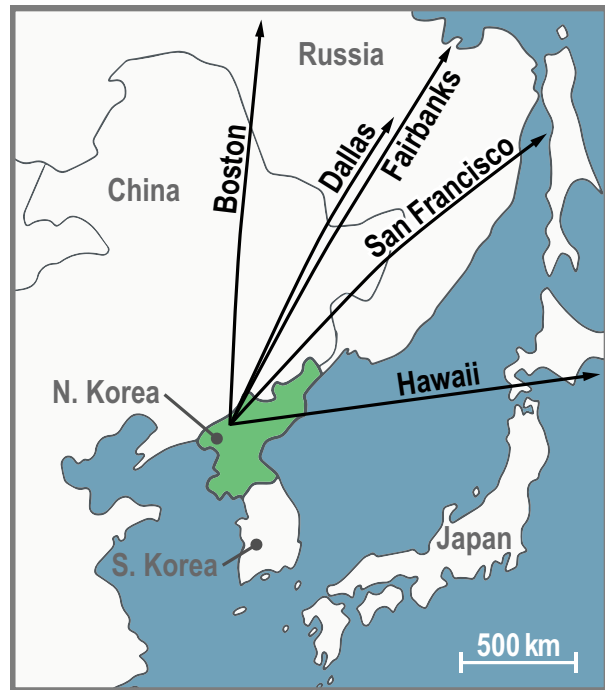 Russia
Boston
Dallas
Fairbanks
China
San Francisco
Hawaii
N. Korea
Japan
S. Korea
500 km